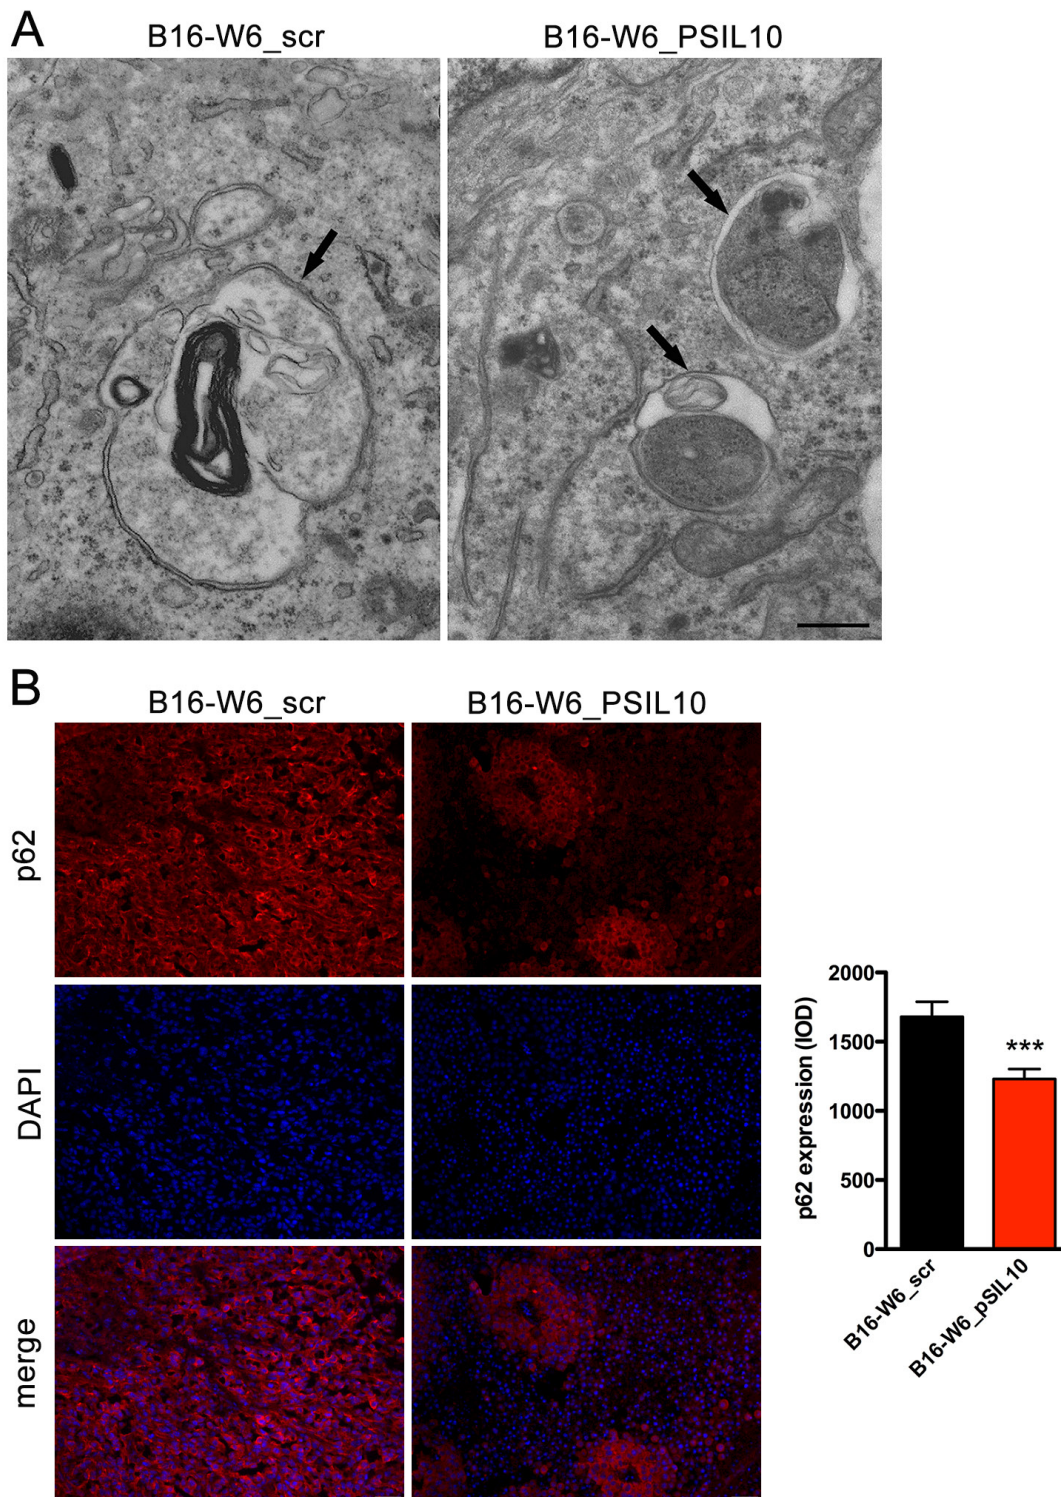 A
B16-W6_scr
B16-W6_PSIL10
B
B16-W6_scr
B16-W6_PSIL10
p62
DAPI
merge
p62 expression (IOD)
2000
1500
1000
500
0
***
B16-W6_scr
B16-W6_pSIL10